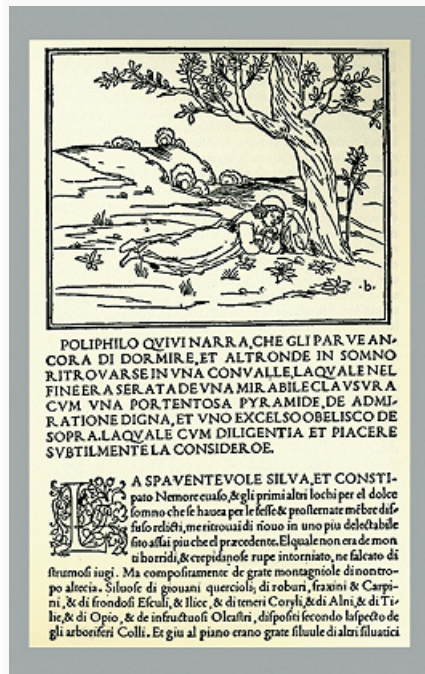 ·b·
POLIPHILO QVIVI NARRA, CHE GLI PAR VE AN-
CORA DI DORMIRE, ET ALTRONDE IN SOMNO
RITROVARSE IN VNA CONVALLE, LAQVALE NEL
FINE ERA SERATA DE VNA MIRABILE CLAVSVRA
CVM VNA PORTENTOSA PYRAMIDE, DE ADMI-
RATIONE DIGNA, ET VNO EXCELSO OBELISCO DE
SOPRA. LAQVALE CVM DILIGENTIA ET PIACERE
SVBTILMENTE LA CONSIDEROE.
LA SPAVENTEVOLE SILVA, ET CONSTI-
pato Nemore euaso, & gli primi altri lochi per el dolce
somno che se hauea per le fesse & prosternate mēbre dif-
fuso relicti, me ritrouai di nouo in uno piu delectabile
sito assai piu che el præcedente. El quale non era de mon
ti horridi, & crepidinose rupe intorniato, ne falcato di
strumosi iugi. Ma compositamente de grate montagniole di non tro-
po altecia. Siluose di giouani quercioli, di roburi, fraxini & Carpi-
ni, & di frondosi Esculi, & Ilice, & di teneri Coryli, & di Alni, & di Ti-
lie, & di Opio, & de infructuosi Oleastri, dispositi secondo laspecto de
gli arboriferi Colli. Et giu al piano erano grate siluule di altri siluatici